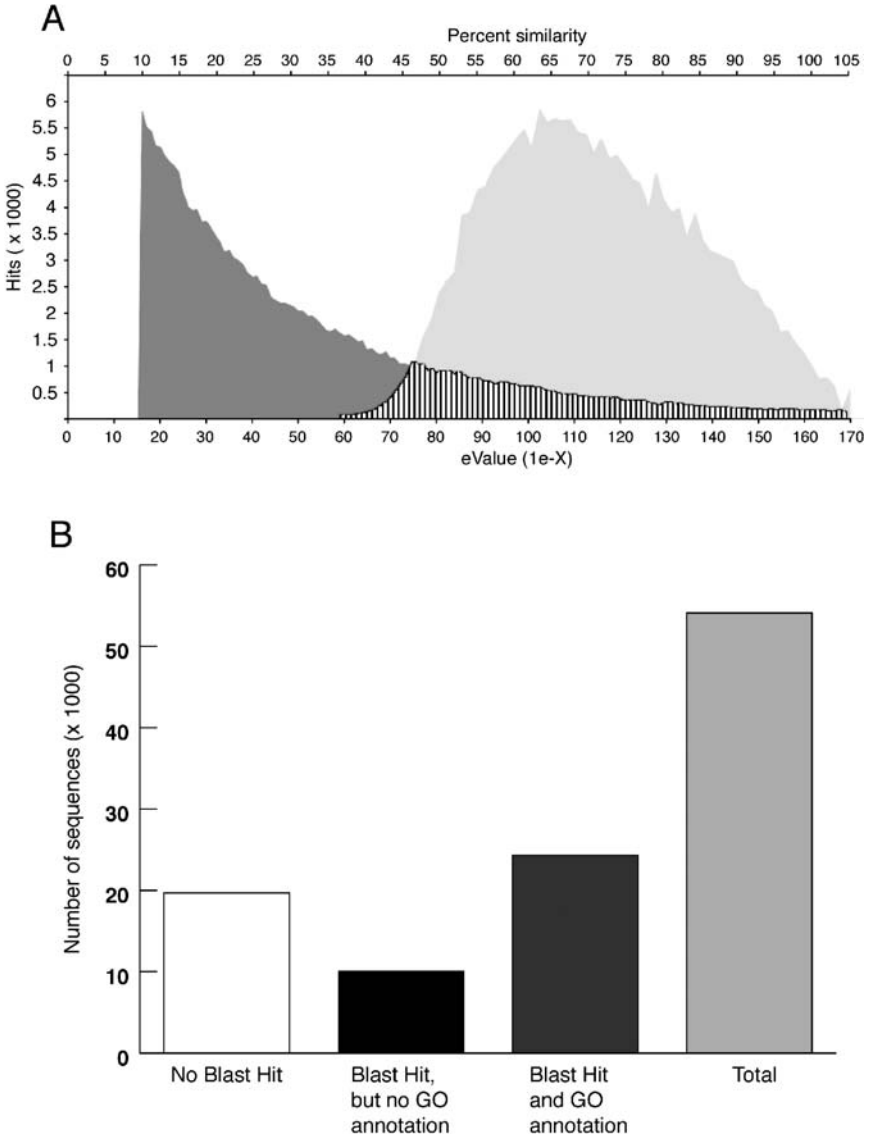 A
Percent similarity
0 5 10 15 20 25 30 36 40 45 50 55 60 65 70 75 80 85 90 95 100 105
6
5.5
5
4.5
4
3.5
3
2.5
2
1.5
1
0.5
Hits ( x 1000)
0 10 20 30 40 50 60 70 80 90 100 110 120 130 140 150 160 170
eValue (1e-X)
B
60
50
40
30
20
10
0
Number of sequences (x 1000)
No Blast Hit
Blast Hit,
but no GO
annotation
Blast Hit
and GO
annotation
Total